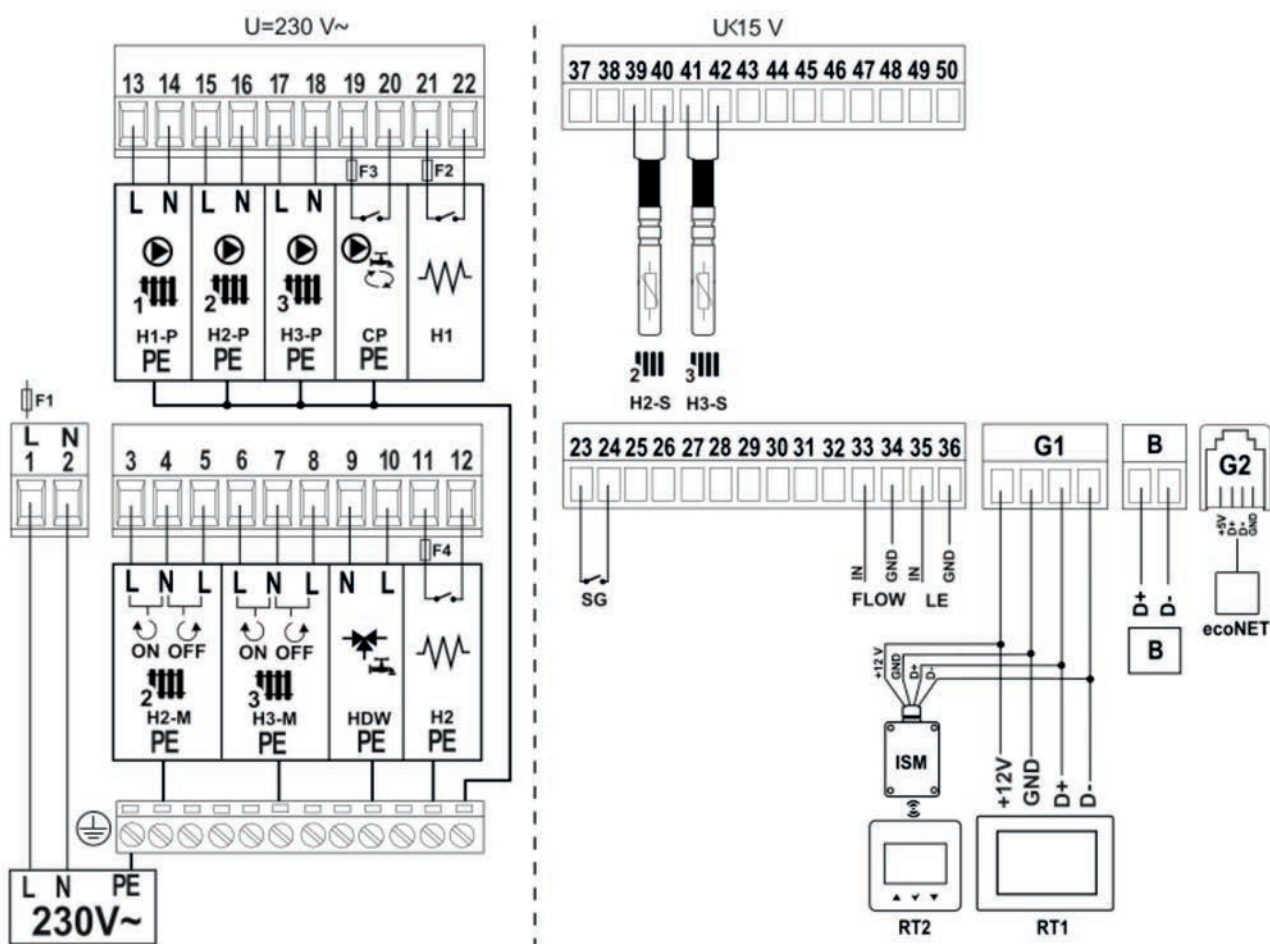 U=230 V~
U<15 V
13 14 15 16 17 18 19 20 21 22
37 38 39 40 41 42 43 44 45 46 47 48 49 50
F3 F2
L N L N L N
1 2 3
H1-P H2-P H3-P CP H1
PE PE PE PE
2 3
H2-S H3-S
F1
L N
1 2
3 4 5 6 7 8 9 10 11 12
23 24 25 26 27 28 29 30 31 32 33 34 35 36
G1
B
G2
+5V
D+
D-
GND
F4
L N L L N L N L
ON OFF ON OFF
2 3
H2-M H3-M HDW H2
PE PE PE PE
SG
IN GND IN GND
FLOW LE
D+ D-
B
ecoNET
+12 V
GND
D+
D-
ISM
+12V
GND
D+
D-
L N PE
230V~
RT2 RT1